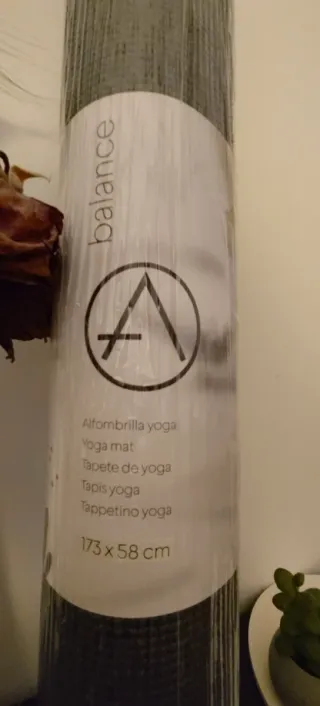 balance
A
Alfombrilla yoga
Yoga mat
Tapete de yoga
Tapis yoga
Tappetino yoga
173 x 58 cm